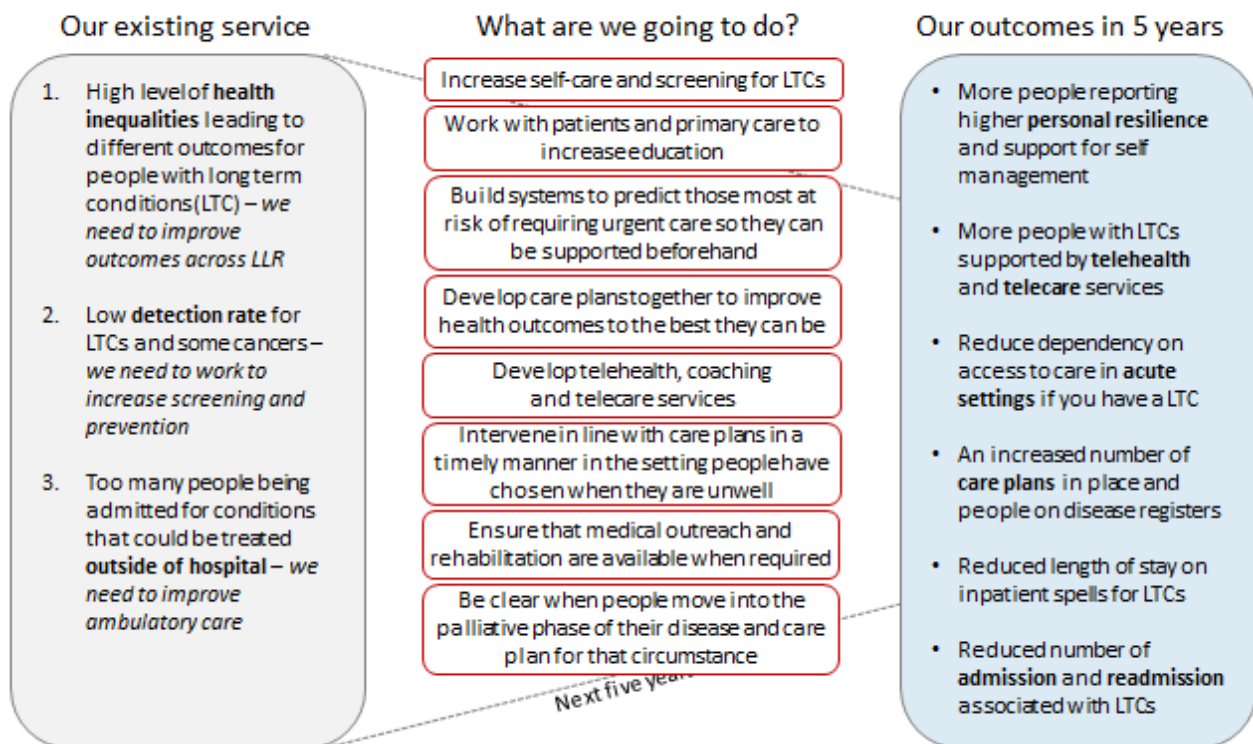 Our existing service
1. High level of health
inequalities leading to
different outcomes for
people with long term
conditions (LTC) – we
need to improve
outcomes across LLR
2. Low detection rate for
LTCs and some cancers –
we need to work to
increase screening and
prevention
3. Too many people being
admitted for conditions
that could be treated
outside of hospital – we
need to improve
ambulatory care
What are we going to do?
Increase self-care and screening for LTCs
Work with patients and primary care to
increase education
Build systems to predict those most at
risk of requiring urgent care so they can
be supported beforehand
Develop care plans together to improve
health outcomes to the best they can be
Develop telehealth, coaching
and telecare services
Intervene in line with care plans in a
timely manner in the setting people have
chosen when they are unwell
Ensure that medical outreach and
rehabilitation are available when required
Be clear when people move into the
palliative phase of their disease and care
plan for that circumstance
Next five year
Our outcomes in 5 years
• More people reporting
higher personal resilience
and support for self
management
• More people with LTCs
supported by telehealth
and telecare services
• Reduce dependency on
access to care in acute
settings if you have a LTC
• An increased number of
care plans in place and
people on disease registers
• Reduced length of stay on
inpatient spells for LTCs
• Reduced number of
admission and readmission
associated with LTCs